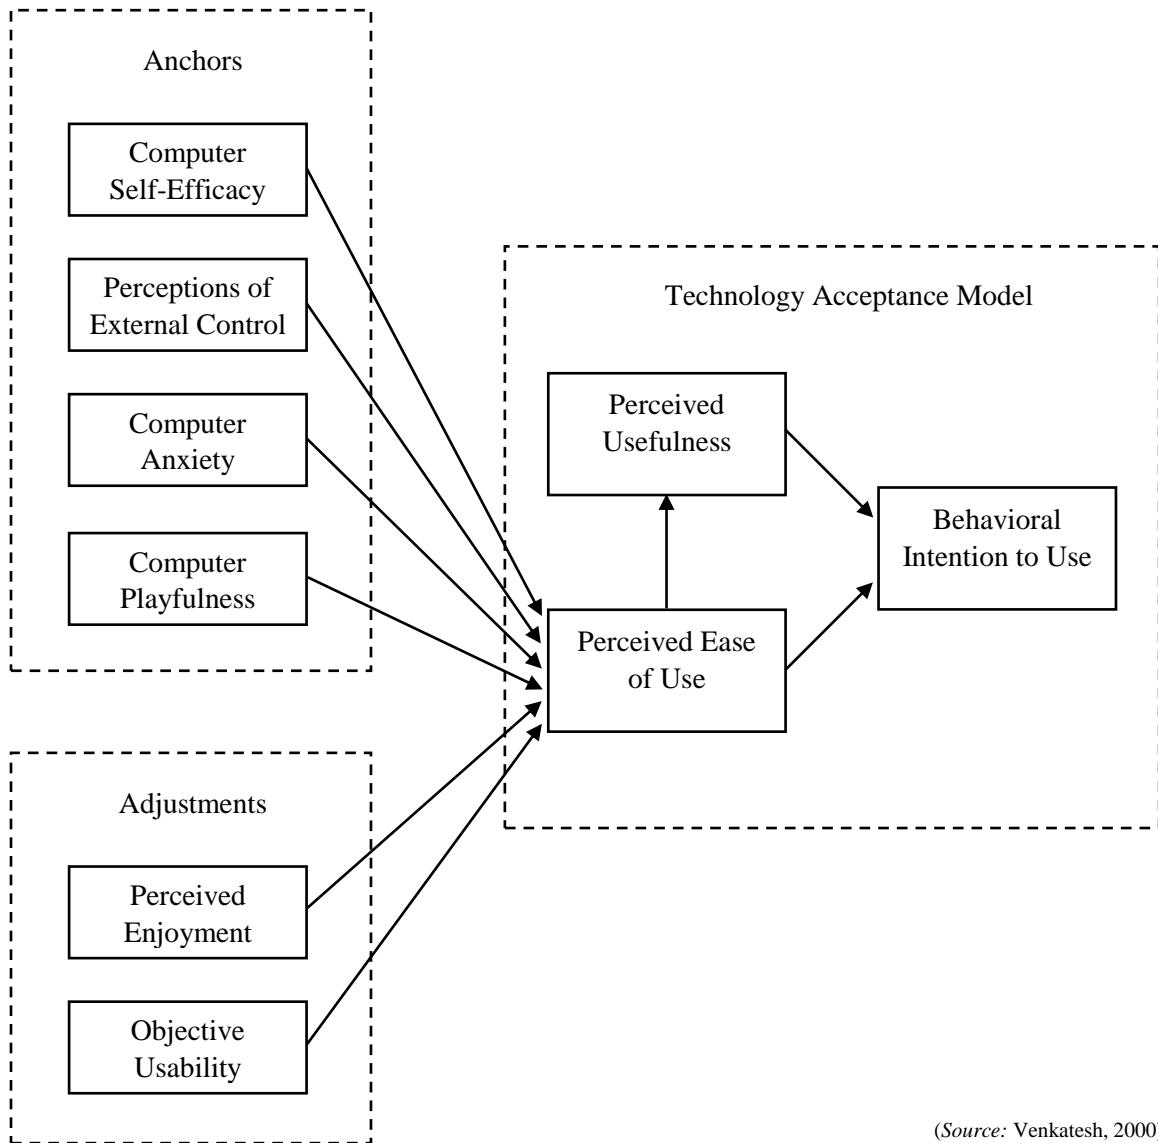 Anchors
Computer
Self-Efficacy
Perceptions of
External Control
Computer
Anxiety
Computer
Playfulness
Technology Acceptance Model
Perceived
Usefulness
Behavioral
Intention to Use
Perceived Ease
of Use
Adjustments
Perceived
Enjoyment
Objective
Usability
(Source: Venkatesh, 2000)